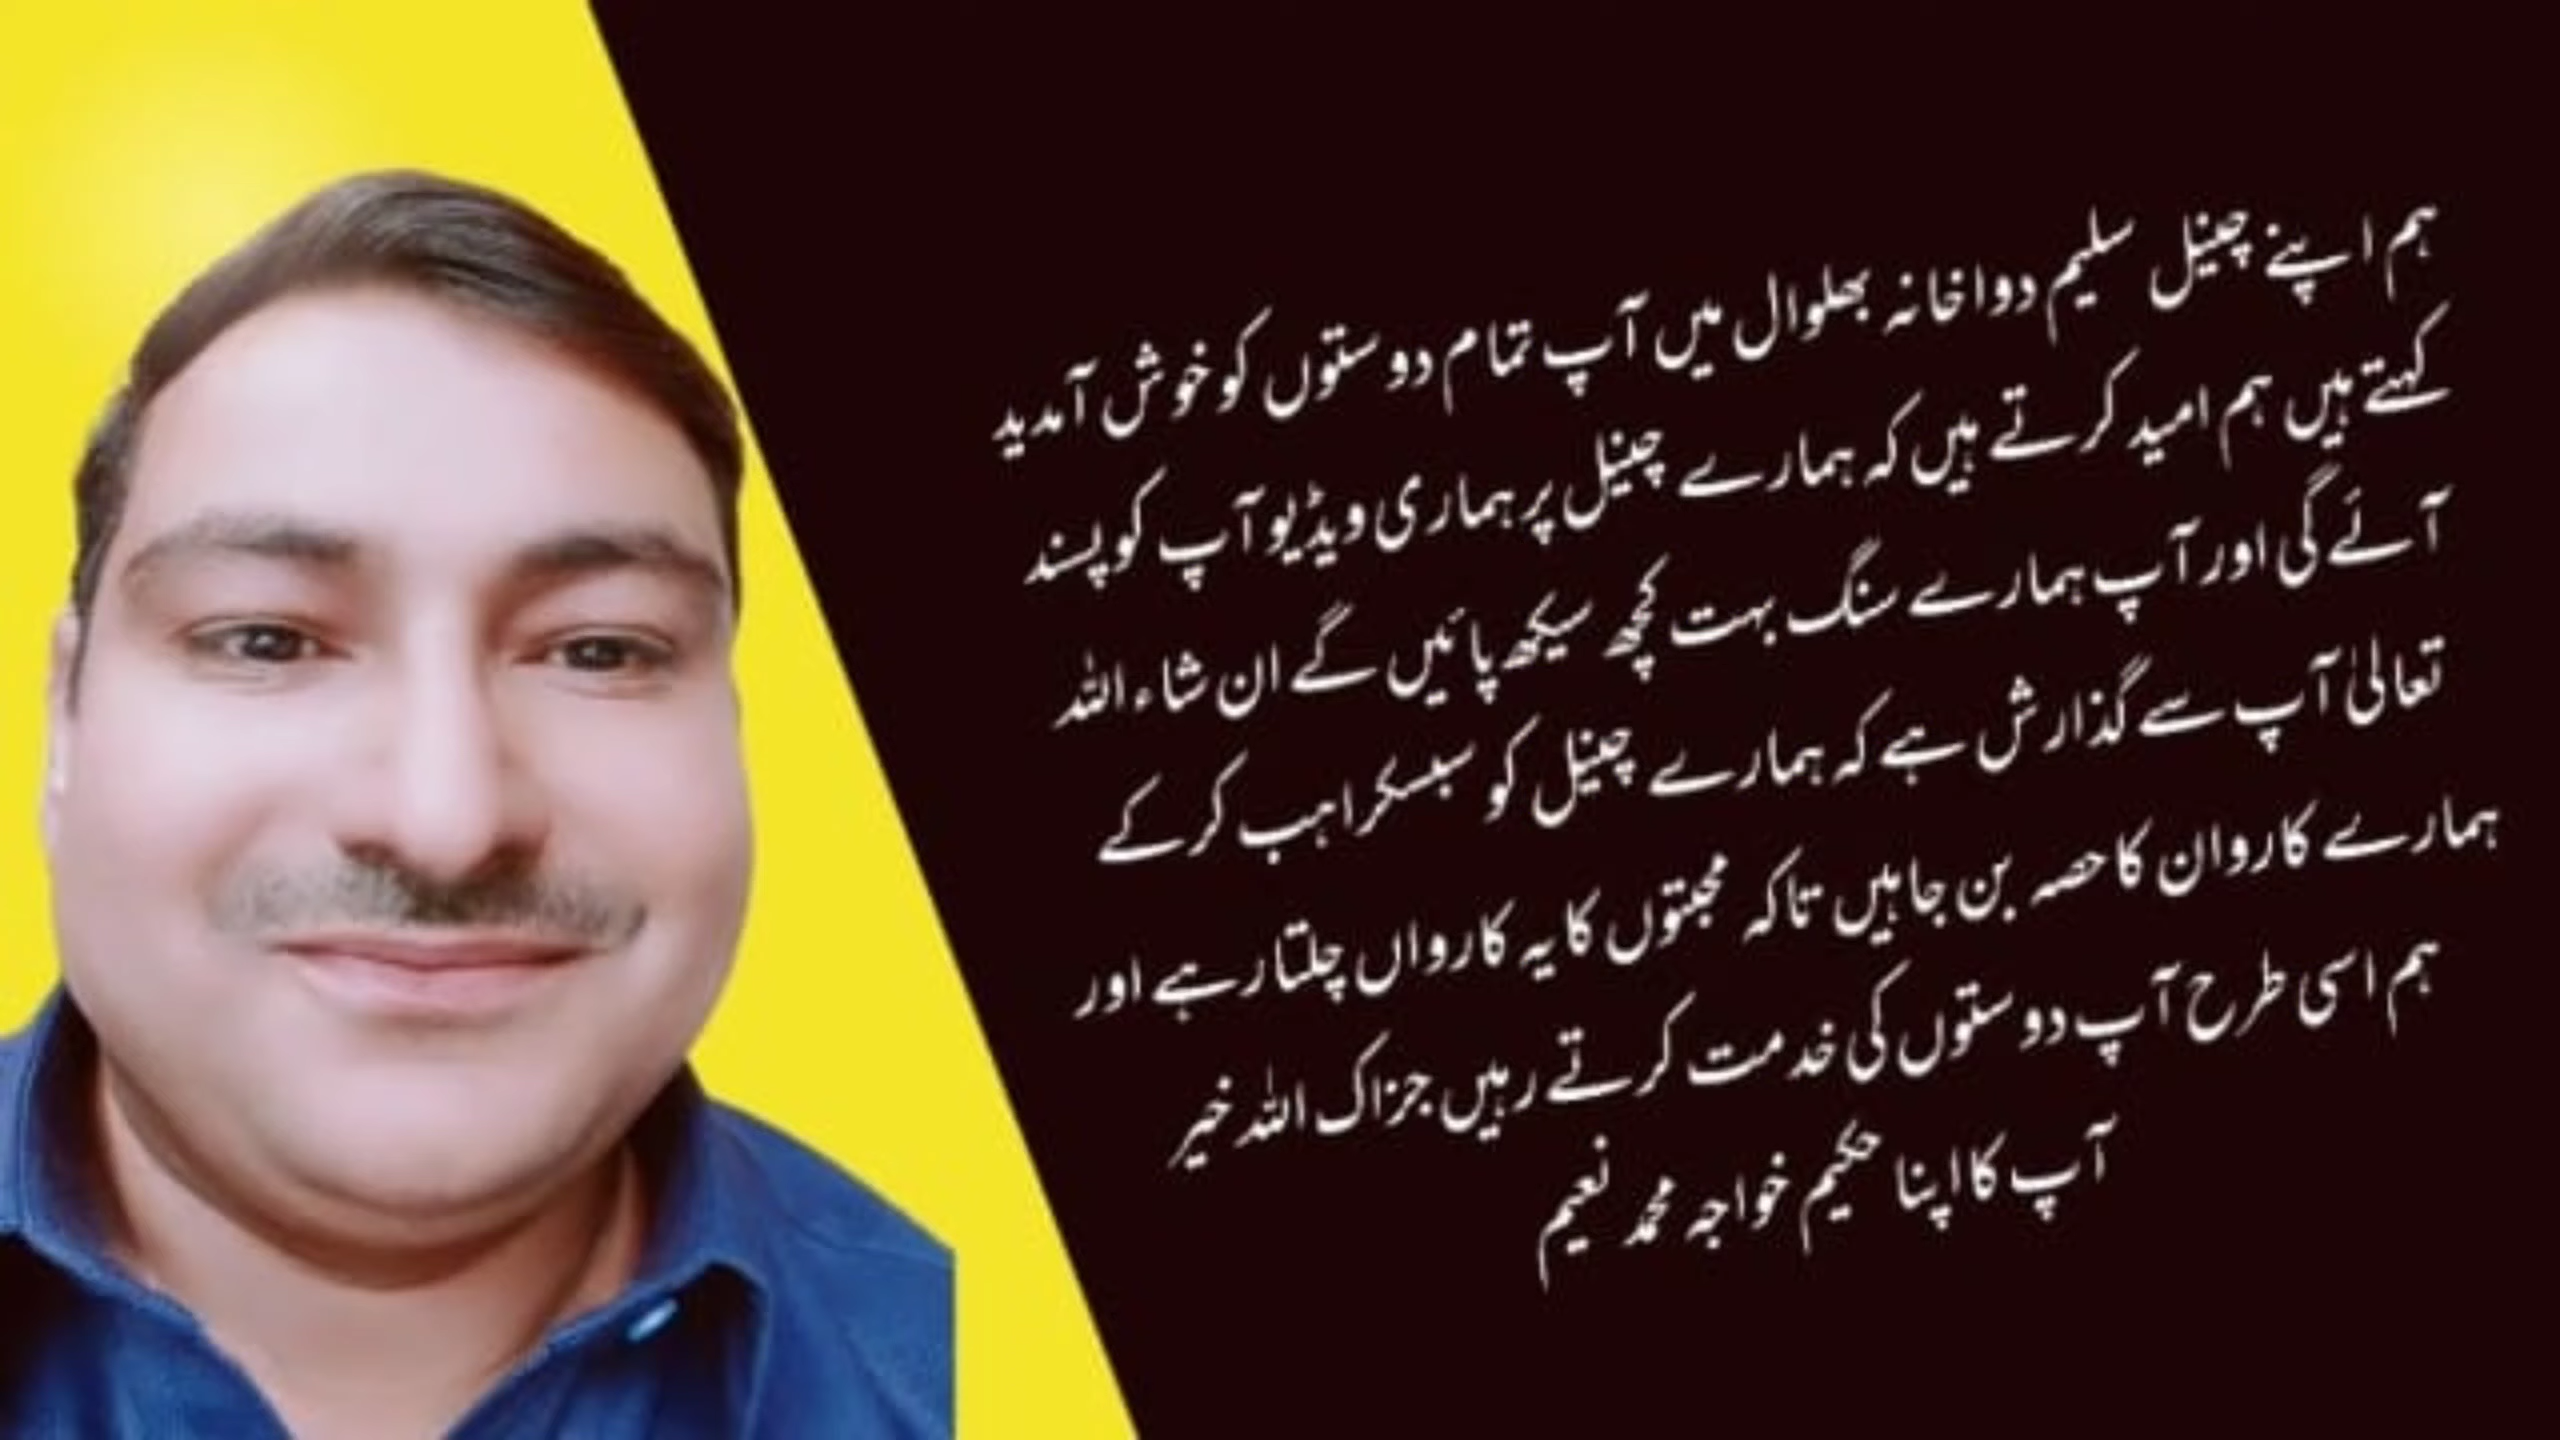 ہم اپنے چینل سلیم دواخانہ بھلوال میں آپ تمام دوستوں کو خوش آمدید
کہتے ہیں ہم امید کرتے ہیں کہ ہمارے چینل پر ہماری ویڈیو آپ کو پسند
آئے گی اور آپ ہمارے سنگ بہت کچھ سیکھ پائیں گے ان شاء اللہ
تعالیٰ آپ سے گذارش ہے کہ ہمارے چینل کو سبسکراہب کر کے
ہمارے کاروان کا حصہ بن جاہیں تاکہ محبتوں کا یہ کارواں چلتا رہے اور
ہم اسی طرح آپ دوستوں کی خدمت کرتے رہیں جزاک اللہ خیر
آپ کا اپنا حکیم خواجہ محمد نعیم